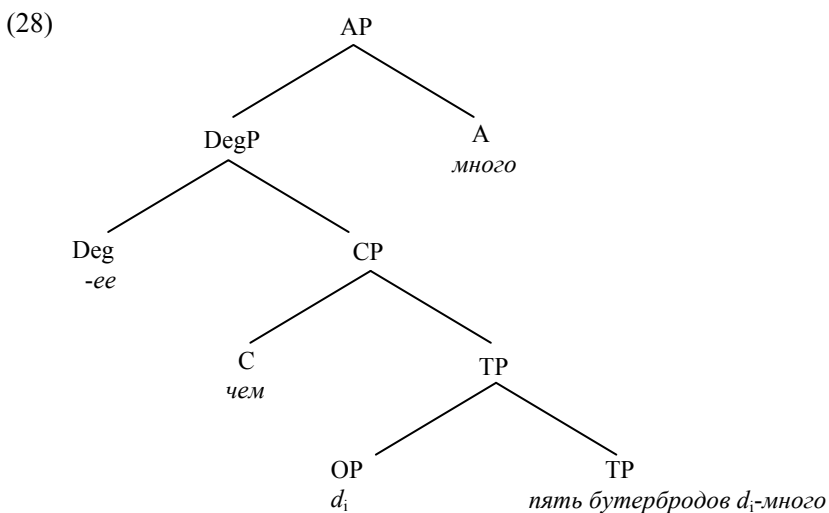 (28)
AP
DegP A
много
Deg CP
-ее
C TP
чем
OP TP
di пять бутербродов di-много